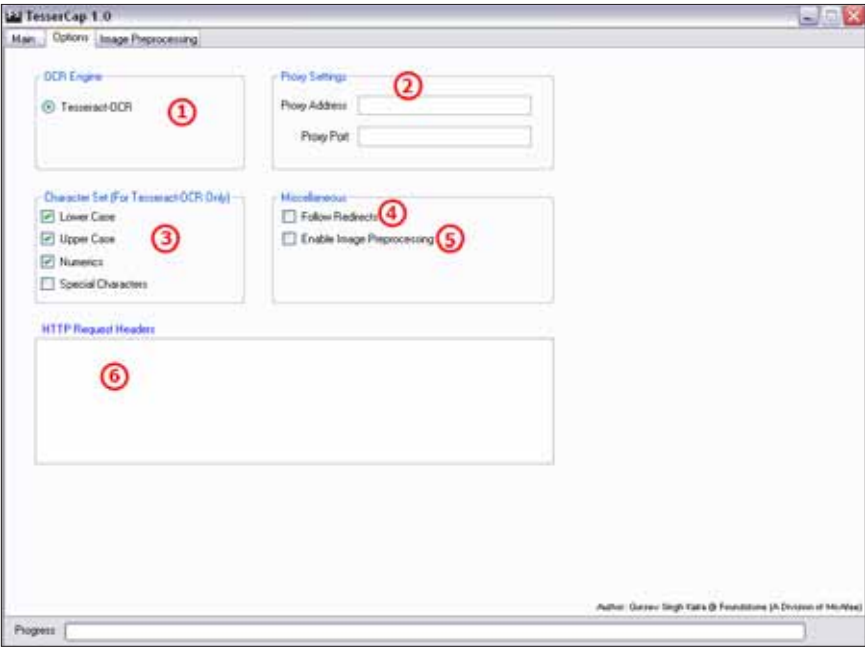 TesserCap 1.0
Main Options Image Preprocessing
OCR Engine
Tesseract-OCR
1
Proxy Settings
2
Proxy Address
Proxy Port
Character Set (For Tesseract-OCR Only)
Lower Case
Upper Case
3
Numerics
Special Characters
Miscellaneous
Follow Redirects 4
Enable Image Preprocessing 5
HTTP Request Headers
6
Author: Gursev Singh Kalra @ Foundstone (A Division of McAfee)
Progress